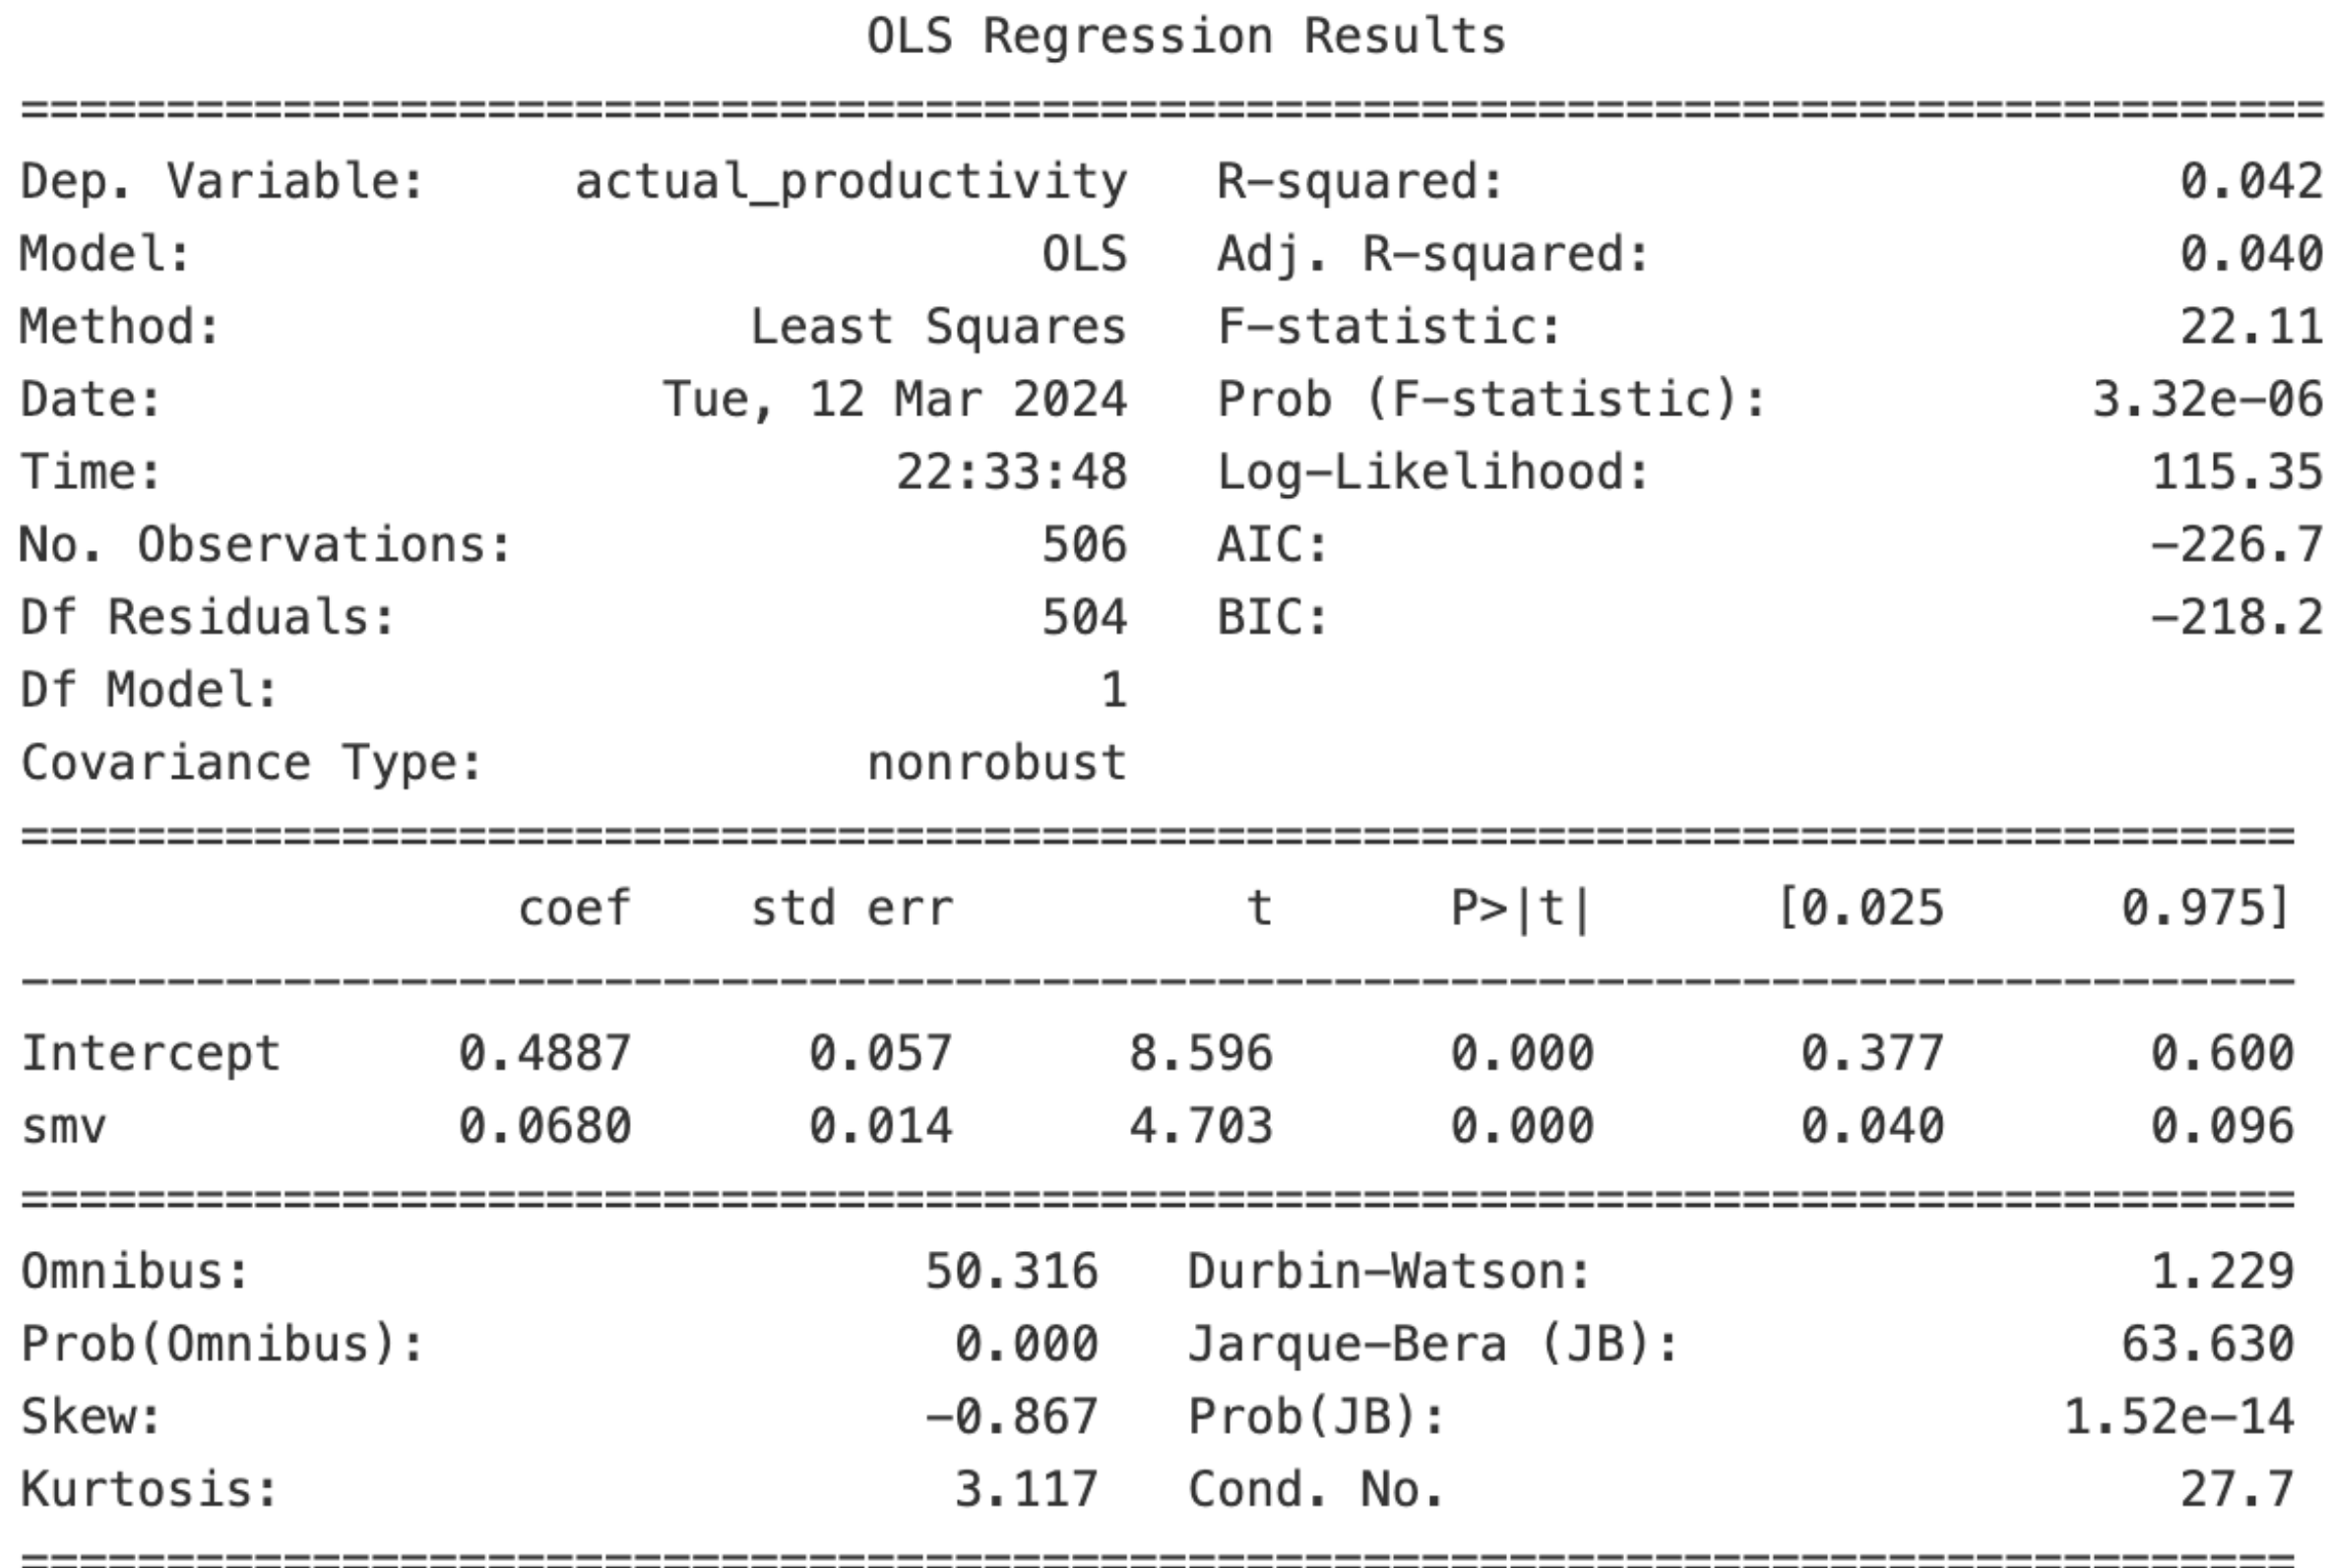 OLS Regression Results
==============================================================================
Dep. Variable: actual_productivity R-squared: 0.042
Model: OLS Adj. R-squared: 0.040
Method: Least Squares F-statistic: 22.11
Date: Tue, 12 Mar 2024 Prob (F-statistic): 3.32e-06
Time: 22:33:48 Log-Likelihood: 115.35
No. Observations: 506 AIC: -226.7
Df Residuals: 504 BIC: -218.2
Df Model: 1
Covariance Type: nonrobust
==============================================================================
coef std err t P>|t| [0.025 0.975]
------------------------------------------------------------------------------
Intercept 0.4887 0.057 8.596 0.000 0.377 0.600
smv 0.0680 0.014 4.703 0.000 0.040 0.096
==============================================================================
Omnibus: 50.316 Durbin-Watson: 1.229
Prob(Omnibus): 0.000 Jarque-Bera (JB): 63.630
Skew: -0.867 Prob(JB): 1.52e-14
Kurtosis: 3.117 Cond. No. 27.7
==============================================================================